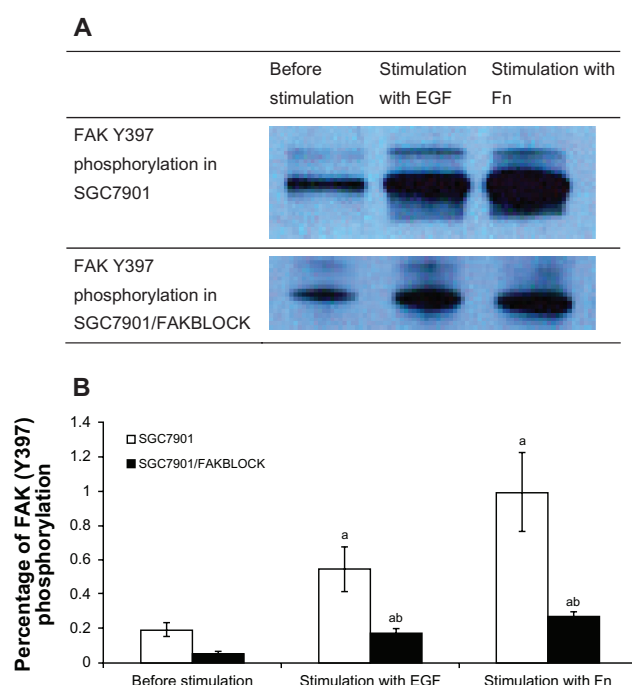 A
Before stimulation
Stimulation with EGF
Stimulation with Fn
FAK Y397
phosphorylation in
SGC7901
FAK Y397
phosphorylation in
SGC7901/FAKBLOCK
B
Percentage of FAK (Y397)
phosphorylation
1.4
1.2
1
0.8
0.6
0.4
0.2
0
SGC7901
SGC7901/FAKBLOCK
a
ab
a
ab
Before stimulation
Stimulation with EGF
Stimulation with Fn